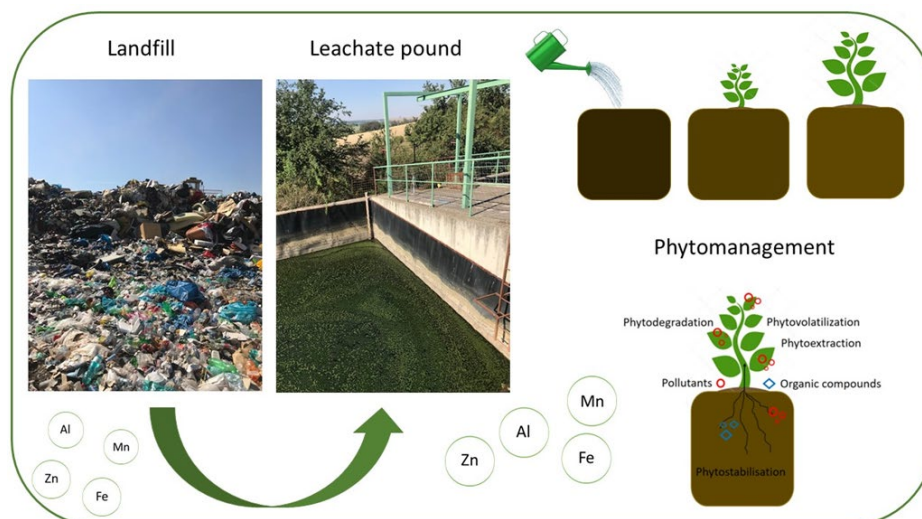 Landfill
Leachate pound
Phytomanagement
Phytodegradation
Phytovolatilization
Phytoextraction
Pollutants
Organic compounds
Phytostabilisation
Al
Mn
Zn
Fe
Mn
Al
Zn
Fe